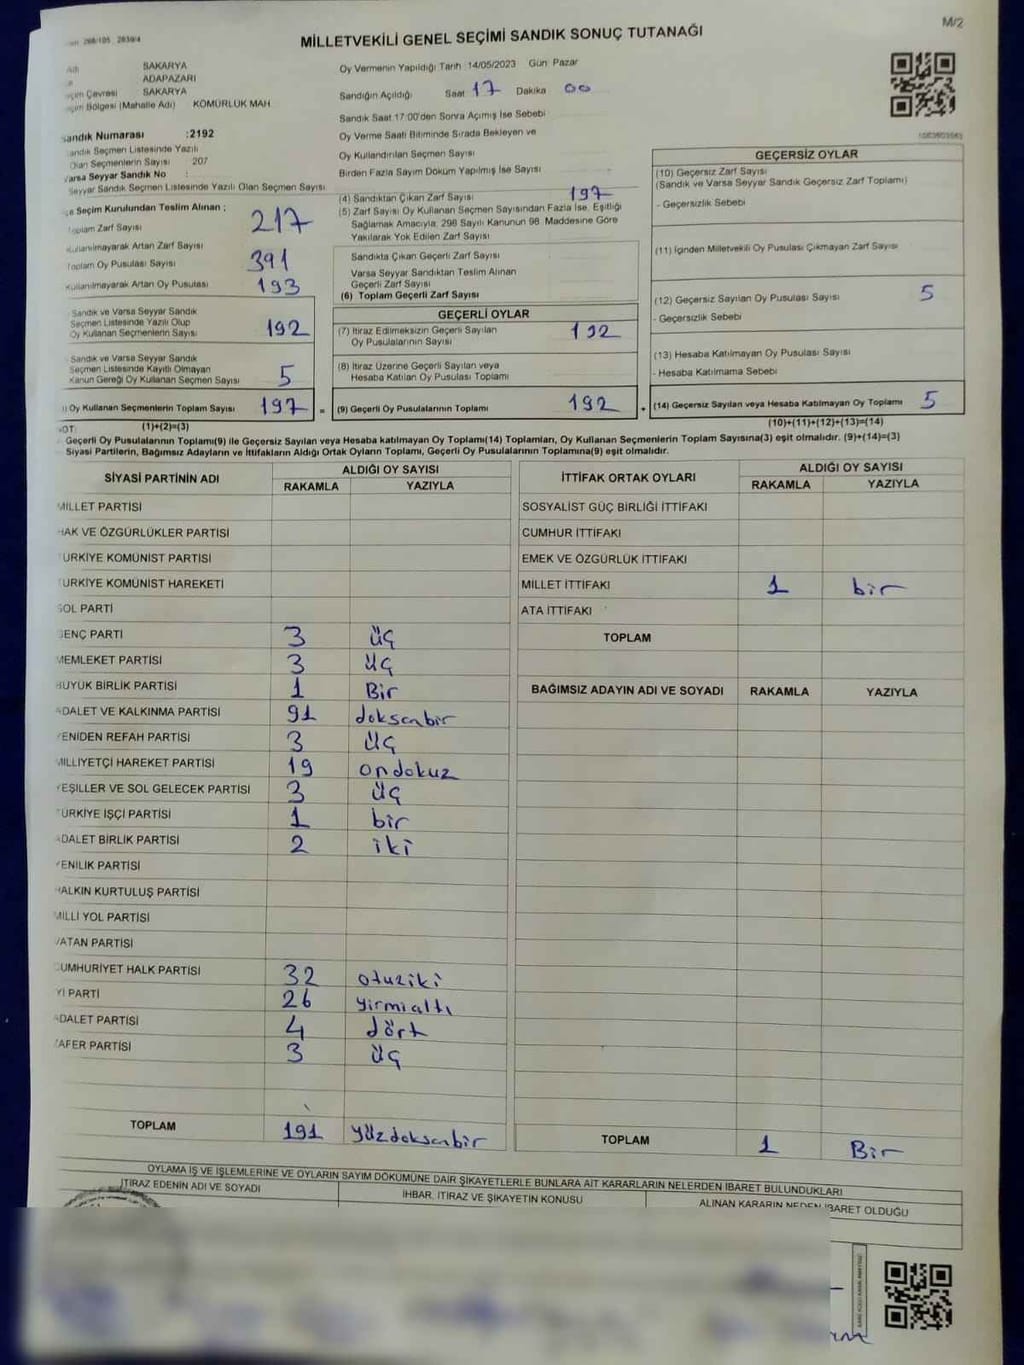 M/2
MİLLETVEKİLİ GENEL SEÇİMİ SANDIK SONUÇ TUTANAĞI
SAKARYA
ADAPAZARI
SAKARYA
Bölgesi (Mahalle Adı) KÖMÜRLÜK MAH
Oy Vermenin Yapıldığı Tarih 14/05/2023 Gün Pazar
Sandığın Açıldığı Saat 17 Dakika 00
Sandık Saat 17:00'den Sonra Açımış İse Sebebi
Oy Verme Saati Bitiminde Sırada Bekleyen ve
Oy Kullandırılan Seçmen Sayısı
Birden Fazla Sayım Döküm Yapılmış İse Sayısı
Sandık Numarası :2192
Sandık Seçmen Listesinde Yazılı
Olan Seçmenlerin Sayısı 207
Varsa Seyyar Sandık No :
Seyyar Sandık Seçmen Listesinde Yazılı Olan Seçmen Sayısı
Seçim Kurulundan Teslim Alınan ;
Toplam Zarf Sayısı 217
Kullanılmayarak Artan Zarf Sayısı
Toplam Oy Pusulası Sayısı 391
Kullanılmayarak Artan Oy Pusulası 193
Sandık ve Varsa Seyyar Sandık
Seçmen Listesinde Yazılı Olup
Oy Kullanan Seçmenlerin Sayısı 192
Sandık ve Varsa Seyyar Sandık
Seçmen Listesinde Kayıtlı Olmayan
Kanun Gereği Oy Kullanan Seçmen Sayısı 5
Oy Kullanan Seçmenlerin Toplam Sayısı 197 =
(1)+(2)=(3)
(4) Sandıktan Çıkan Zarf Sayısı 197
(5) Zarf Sayısı Oy Kullanan Seçmen Sayısından Fazla İse, Eşitliği
Sağlamak Amacıyla, 298 Sayılı Kanunun 98. Maddesine Göre
Yakılarak Yok Edilen Zarf Sayısı
Sandıkta Çıkan Geçerli Zarf Sayısı
Varsa Seyyar Sandıktan Teslim Alınan
Geçerli Zarf Sayısı
(6) Toplam Geçerli Zarf Sayısı
GEÇERLİ OYLAR
(7) İtiraz Edilmeksizin Geçerli Sayılan
Oy Pusulalarının Sayısı 192
(8) İtiraz Üzerine Geçerli Sayılan veya
Hesaba Katılan Oy Pusulası Toplamı
(9) Geçerli Oy Pusulalarının Toplamı 192
GEÇERSİZ OYLAR
(10) Geçersiz Zarf Sayısı
(Sandık ve Varsa Seyyar Sandık Geçersiz Zarf Toplamı)
- Geçersizlik Sebebi
(11) İçinden Milletvekili Oy Pusulası Çıkmayan Zarf Sayısı
(12) Geçersiz Sayılan Oy Pusulası Sayısı 5
- Geçersizlik Sebebi
(13) Hesaba Katılmayan Oy Pusulası Sayısı
- Hesaba Katılmama Sebebi
(14) Geçersiz Sayılan veya Hesaba Katılmayan Oy Toplamı 5
(10)+(11)+(12)+(13)=(14)
Geçerli Oy Pusulalarının Toplamı(9) ile Geçersiz Sayılan veya Hesaba katılmayan Oy Toplamı(14) Toplamları, Oy Kullanan Seçmenlerin Toplam Sayısına(3) eşit olmalıdır. (9)+(14)=(3)
Siyasi Partilerin, Bağımsız Adayların ve İttifakların Aldığı Ortak Oyların Toplamı, Geçerli Oy Pusulalarının Toplamına(9) eşit olmalıdır.
SİYASİ PARTİNİN ADI ALDIĞI OY SAYISI
RAKAMLA YAZIYLA
MİLLET PARTİSİ
HAK VE ÖZGÜRLÜKLER PARTİSİ
TÜRKİYE KOMÜNİST PARTİSİ
TÜRKİYE KOMÜNİST HAREKETİ
SOL PARTİ
GENÇ PARTİ 3 üç
MEMLEKET PARTİSİ 3 üç
BÜYÜK BİRLİK PARTİSİ 1 Bir
ADALET VE KALKINMA PARTİSİ 91 doksanbir
YENİDEN REFAH PARTİSİ 3 üç
MİLLİYETÇİ HAREKET PARTİSİ 19 ondokuz
YEŞİLLER VE SOL GELECEK PARTİSİ 3 üç
TÜRKİYE İŞÇİ PARTİSİ 1 bir
ADALET BİRLİK PARTİSİ 2 iki
YENİLİK PARTİSİ
HALKIN KURTULUŞ PARTİSİ
MİLLİ YOL PARTİSİ
VATAN PARTİSİ
CUMHURİYET HALK PARTİSİ 32 otuziki
İYİ PARTİ 26 yirmialtı
ADALET PARTİSİ 4 dört
ZAFER PARTİSİ 3 üç
TOPLAM 191 yüzdoksanbir
İTTİFAK ORTAK OYLARI ALDIĞI OY SAYISI
RAKAMLA YAZIYLA
SOSYALİST GÜÇ BİRLİĞİ İTTİFAKI
CUMHUR İTTİFAKI
EMEK VE ÖZGÜRLÜK İTTİFAKI
MİLLET İTTİFAKI 1 bir
ATA İTTİFAKI
TOPLAM
BAĞIMSIZ ADAYIN ADI VE SOYADI RAKAMLA YAZIYLA
TOPLAM 1 Bir
OYLAMA İŞ VE İŞLEMLERİNE VE OYLARIN SAYIM DÖKÜMÜNE DAİR ŞİKAYETLERLE BUNLARA AİT KARARLARIN NELERDEN İBARET BULUNDUKLARI
İTİRAZ EDENİN ADI VE SOYADI
İHBAR, İTİRAZ VE ŞİKAYETİN KONUSU
ALINAN KARARIN NEDEN İBARET OLDUĞU